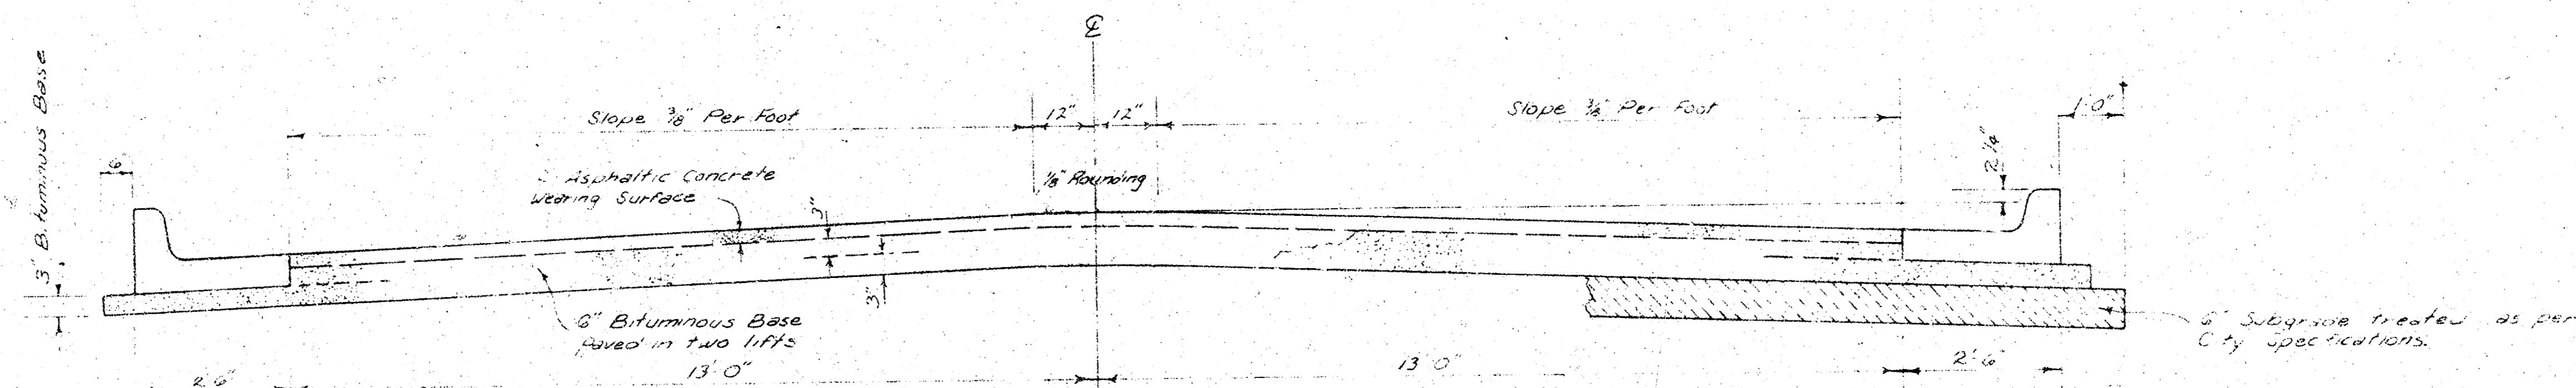 ℄
3" Bituminous Base
Slope 3/8" Per Foot
12"
12"
Slope 3/8" Per Foot
1'-0"
6"
2 1/4"
Asphaltic Concrete
Wearing Surface
1/8" Rounding
3"
3"
6" Bituminous Base
Paved in two lifts
6" Subgrade treated as per
City Specifications.
2'-6"
13'-0"
13'-0"
2'-6"